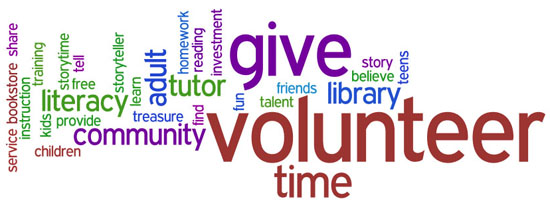 share
bookstore
service
training
instruction
storytime
tell
free
kids
literacy
provide
children
storyteller
learn
adult
homework
reading
investment
tutor
treasure
find
community
give
fun
friends
talent
story
believe
teens
library
volunteer
time